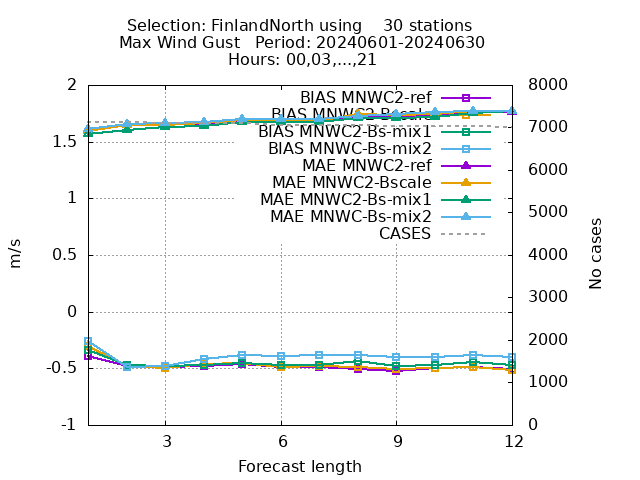 Selection: FinlandNorth using    30 stations
Max Wind Gust   Period: 20240601-20240630
Hours: 00,03,...,21
2
1.5
1
0.5
0
-0.5
-1
m/s
8000
7000
6000
5000
4000
3000
2000
1000
0
No cases
BIAS MNWC2-ref
BIAS MNWC2-Bscale
BIAS MNWC2-Bs-mix1
BIAS MNWC-Bs-mix2
MAE MNWC2-ref
MAE MNWC2-Bscale
MAE MNWC2-Bs-mix1
MAE MNWC-Bs-mix2
CASES
3 6 9 12
Forecast length